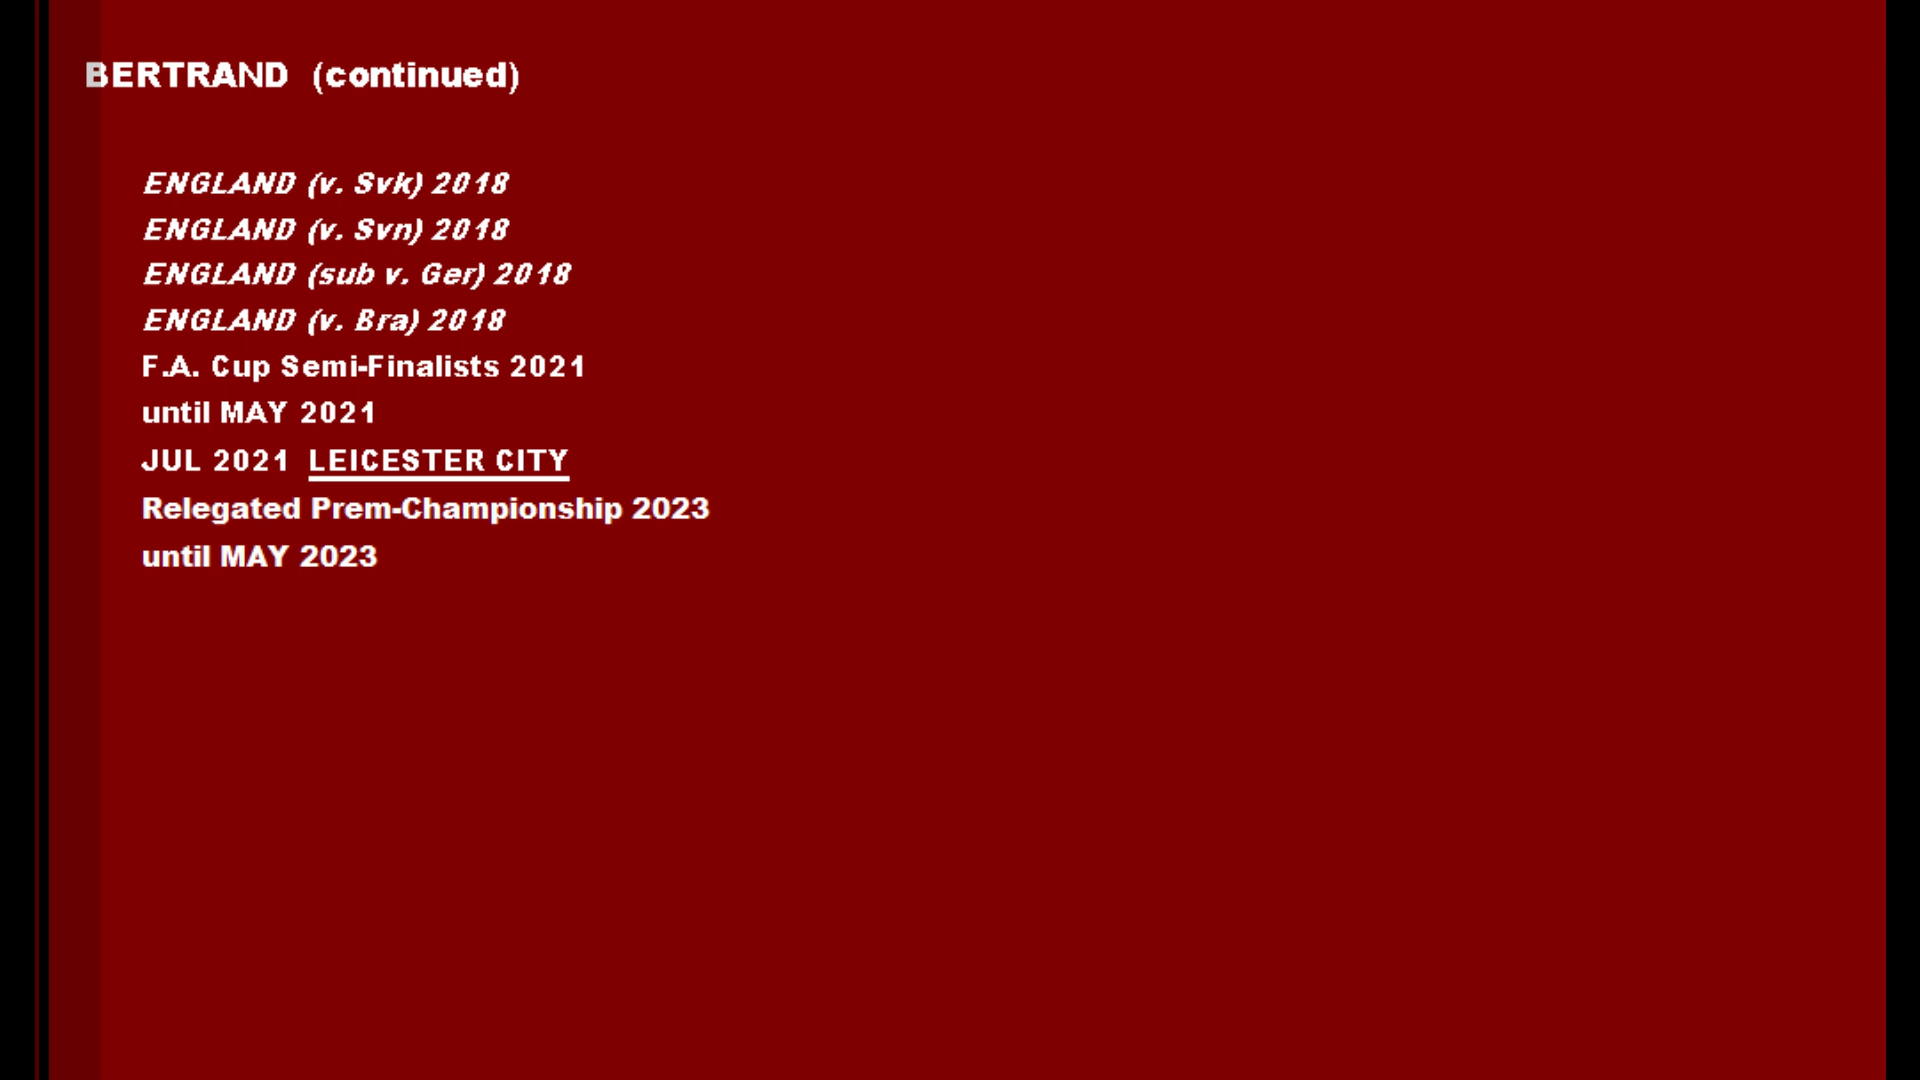 BERTRAND (continued)
ENGLAND (v. Svk) 2018
ENGLAND (v. Svn) 2018
ENGLAND (sub v. Ger) 2018
ENGLAND (v. Bra) 2018
F.A. Cup Semi-Finalists 2021
until MAY 2021
JUL 2021 LEICESTER CITY
Relegated Prem-Championship 2023
until MAY 2023